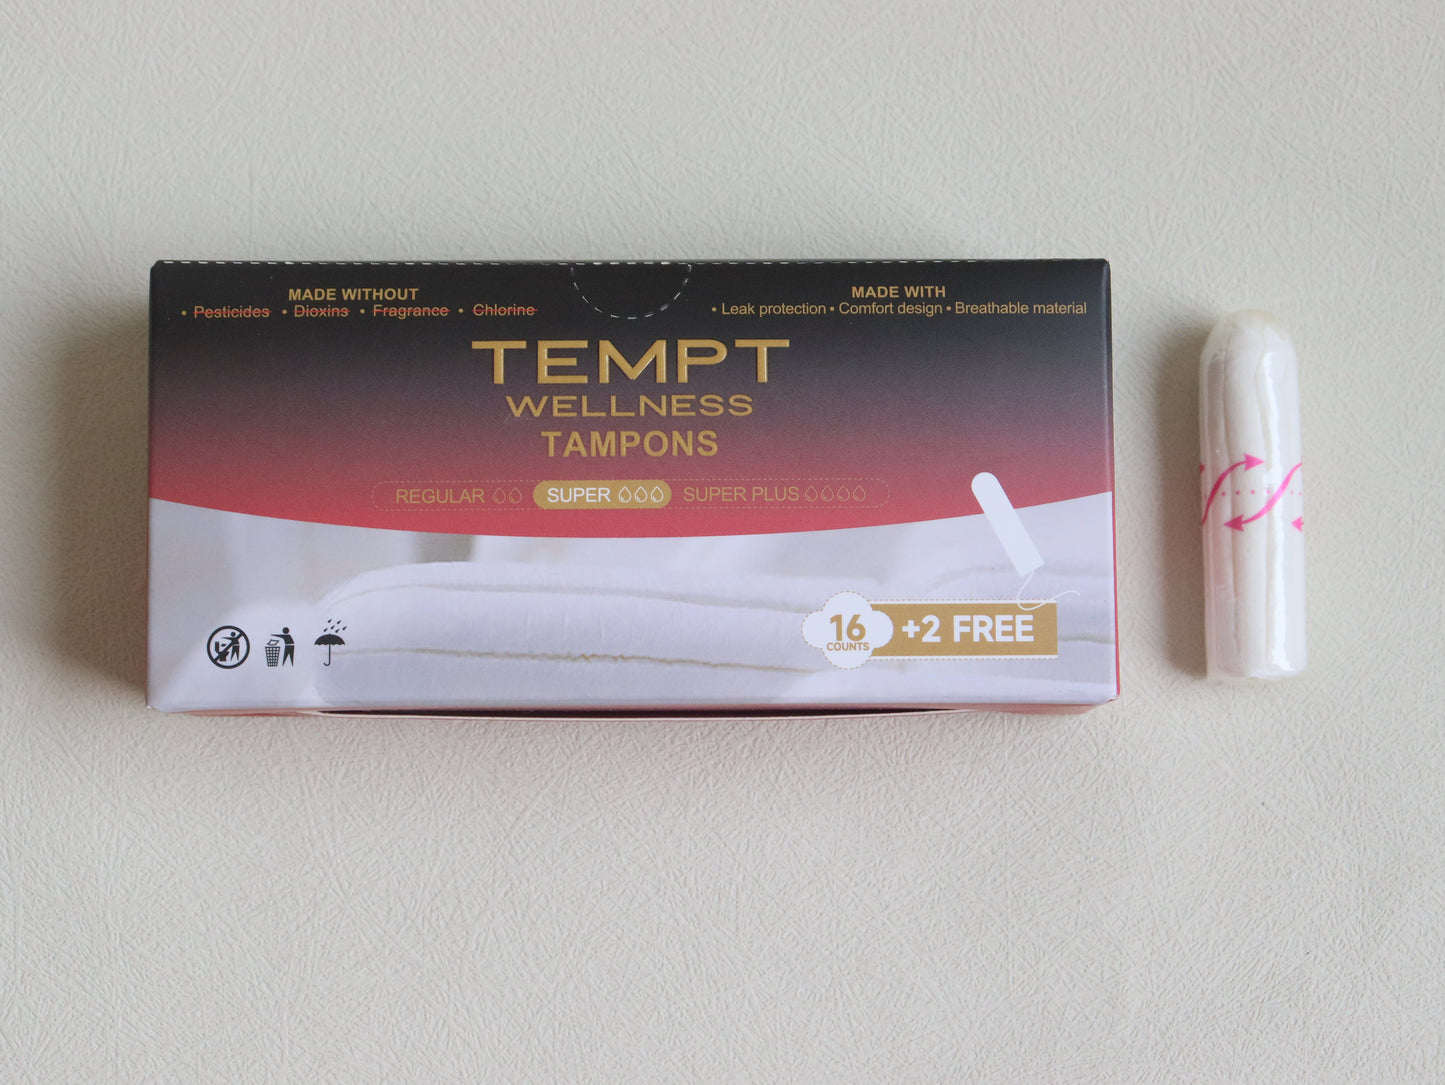 MADE WITHOUT
• Pesticides • Dioxins • Fragrance • Chlorine
MADE WITH
• Leak protection • Comfort design • Breathable material
TEMPT
WELLNESS
TAMPONS
REGULAR SUPER SUPER PLUS
16
COUNTS
+2 FREE